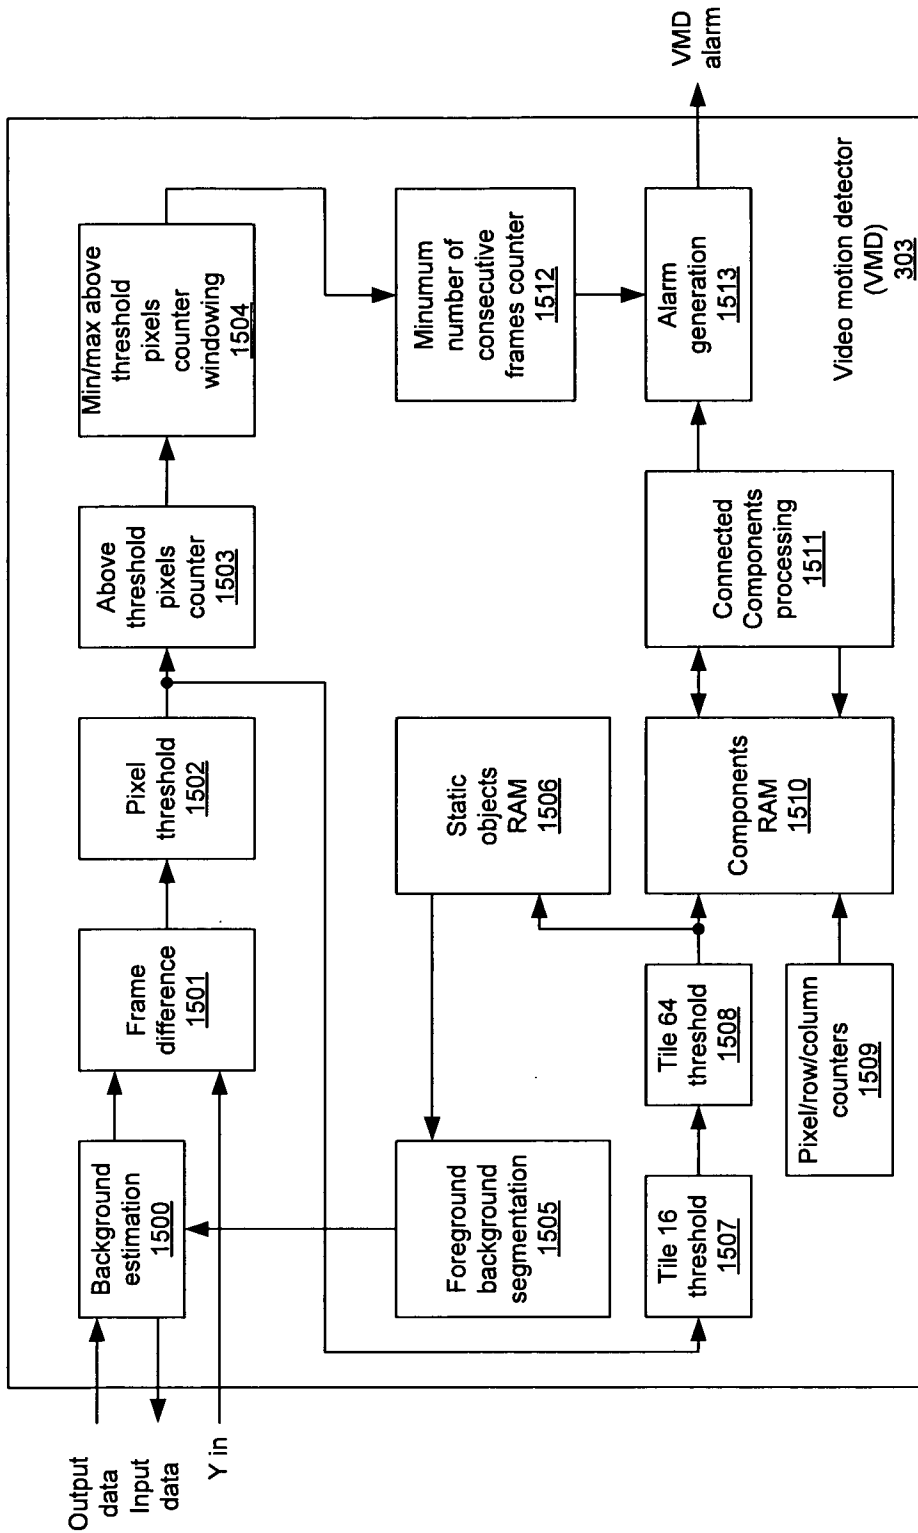 Output
data
Input
data
Y in
Background
estimation
1500
Frame
difference
1501
Pixel
threshold
1502
Above
threshold
pixels
counter
1503
Min/max above
threshold
pixels
counter
windowing
1504
Foreground
background
segmentation
1505
Static
objects
RAM
1506
Minumum
number of
consecutive
frames counter
1512
Tile 16
threshold
1507
Tile 64
threshold
1508
Pixel/row/column
counters
1509
Components
RAM
1510
Connected
Components
processing
1511
Alarm
generation
1513
VMD
alarm
Video motion detector
(VMD)
303